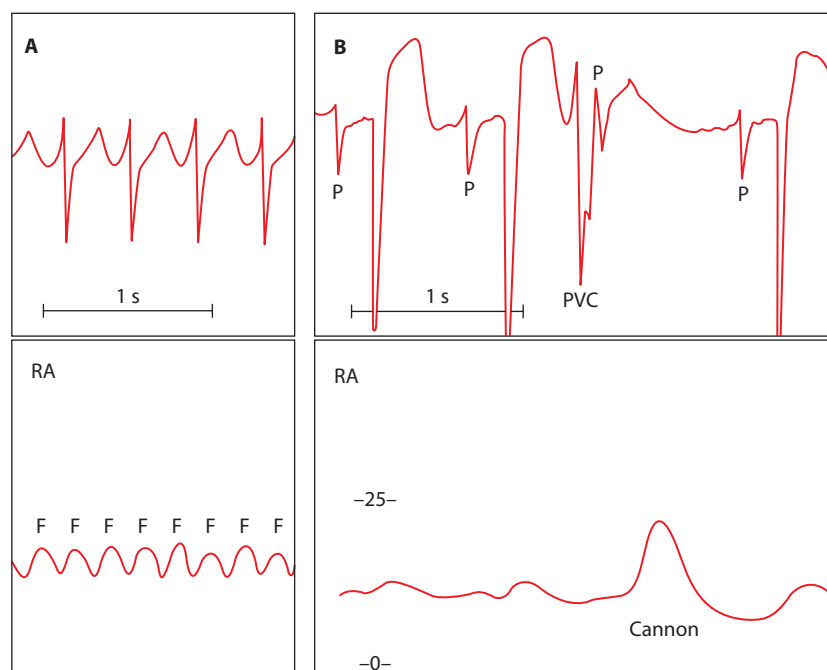 A
1 s
RA
F F F F F F F F
B
P
P P P
1 s
PVC
RA
–25–
Cannon
–0–